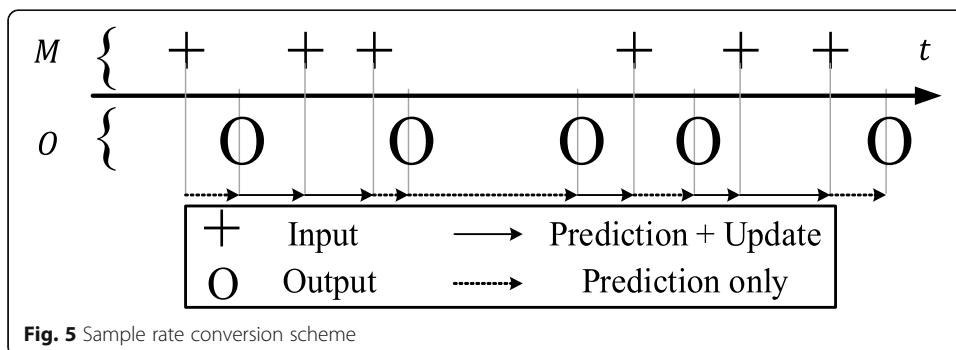 M { + + + + + + t
O { O O O O O
+ Input Prediction + Update
O Output Prediction only
Fig. 5 Sample rate conversion scheme